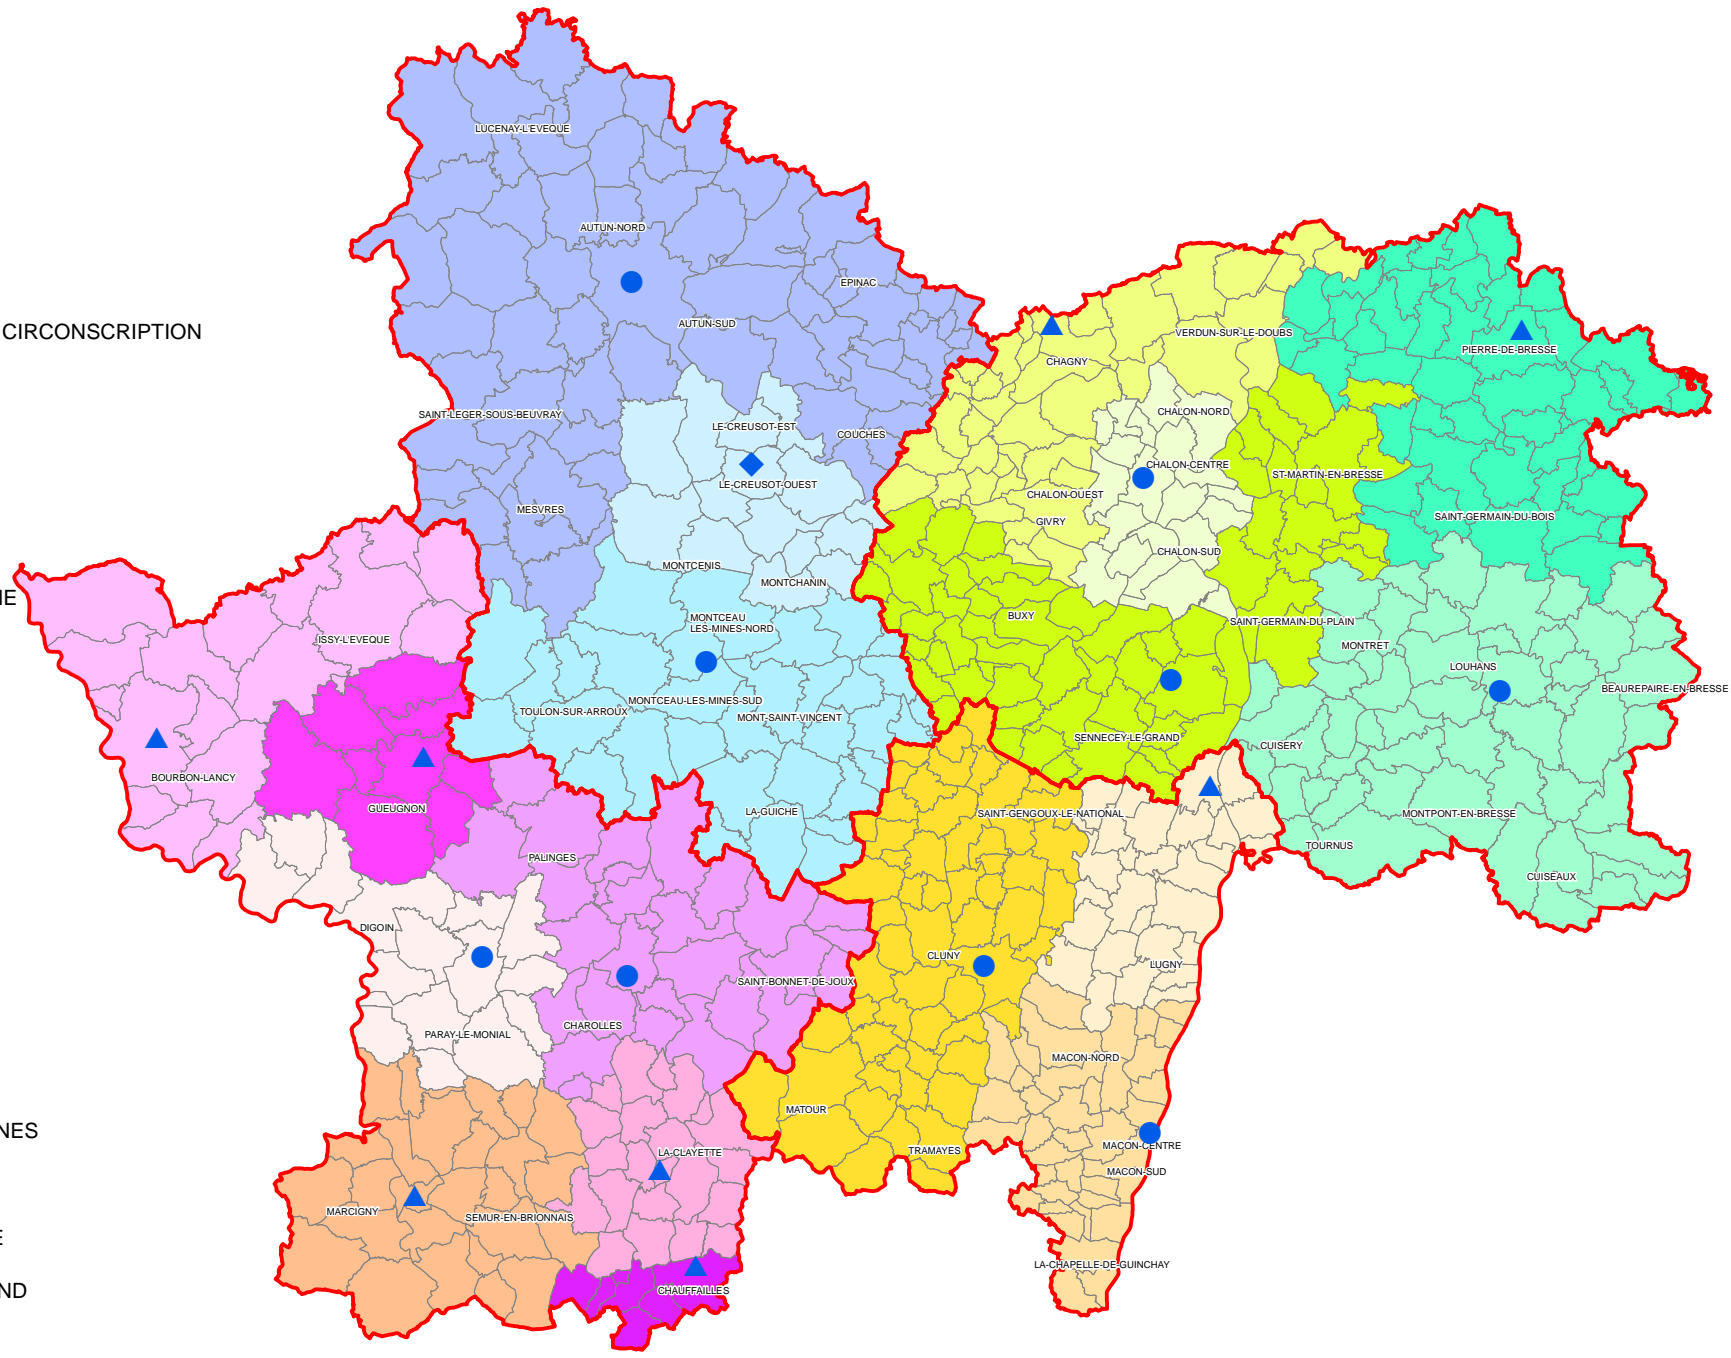 LUCENAY-L'EVEQUE
AUTUN-NORD
EPINAC
AUTUN-SUD
CIRCONSCRIPTION
VERDUN-SUR-LE-DOUBS
PIERRE-DE-BRESSE
CHAGNY
SAINT-LEGER-SOUS-BEUVRAY
CHALON-NORD
LE-CREUSOT-EST
COUCHES
CHALON-CENTRE
ST-MARTIN-EN-BRESSE
LE-CREUSOT-OUEST
CHALON-OUEST
MESVRES
GIVRY
SAINT-GERMAIN-DU-BOIS
CHALON-SUD
MONTCENIS
MONTCHANIN
NE
BUXY
MONTCEAU
LES-MINES-NORD
SAINT-GERMAIN-DU-PLAIN
ISSY-L'EVEQUE
MONTRET
LOUHANS
BEAUREPAIRE-EN-BRESSE
MONTCEAU-LES-MINES-SUD
TOULON-SUR-ARROUX
MONT-SAINT-VINCENT
SENNECEY-LE-GRAND
CUISERY
BOURBON-LANCY
GUEUGNON
LA-GUICHE
SAINT-GENGOUX-LE-NATIONAL
MONTPONT-EN-BRESSE
TOURNUS
PALINGES
CUISEAUX
DIGOIN
CLUNY
LUGNY
SAINT-BONNET-DE-JOUX
CHAROLLES
PARAY-LE-MONIAL
MACON-NORD
MATOUR
NES
MACON-CENTRE
LA-CLAYETTE
TRAMAYES
MACON-SUD
MARCIGNY
SEMUR-EN-BRIONNAIS
E
LA-CHAPELLE-DE-GUINCHAY
ND
CHAUFFAILLES